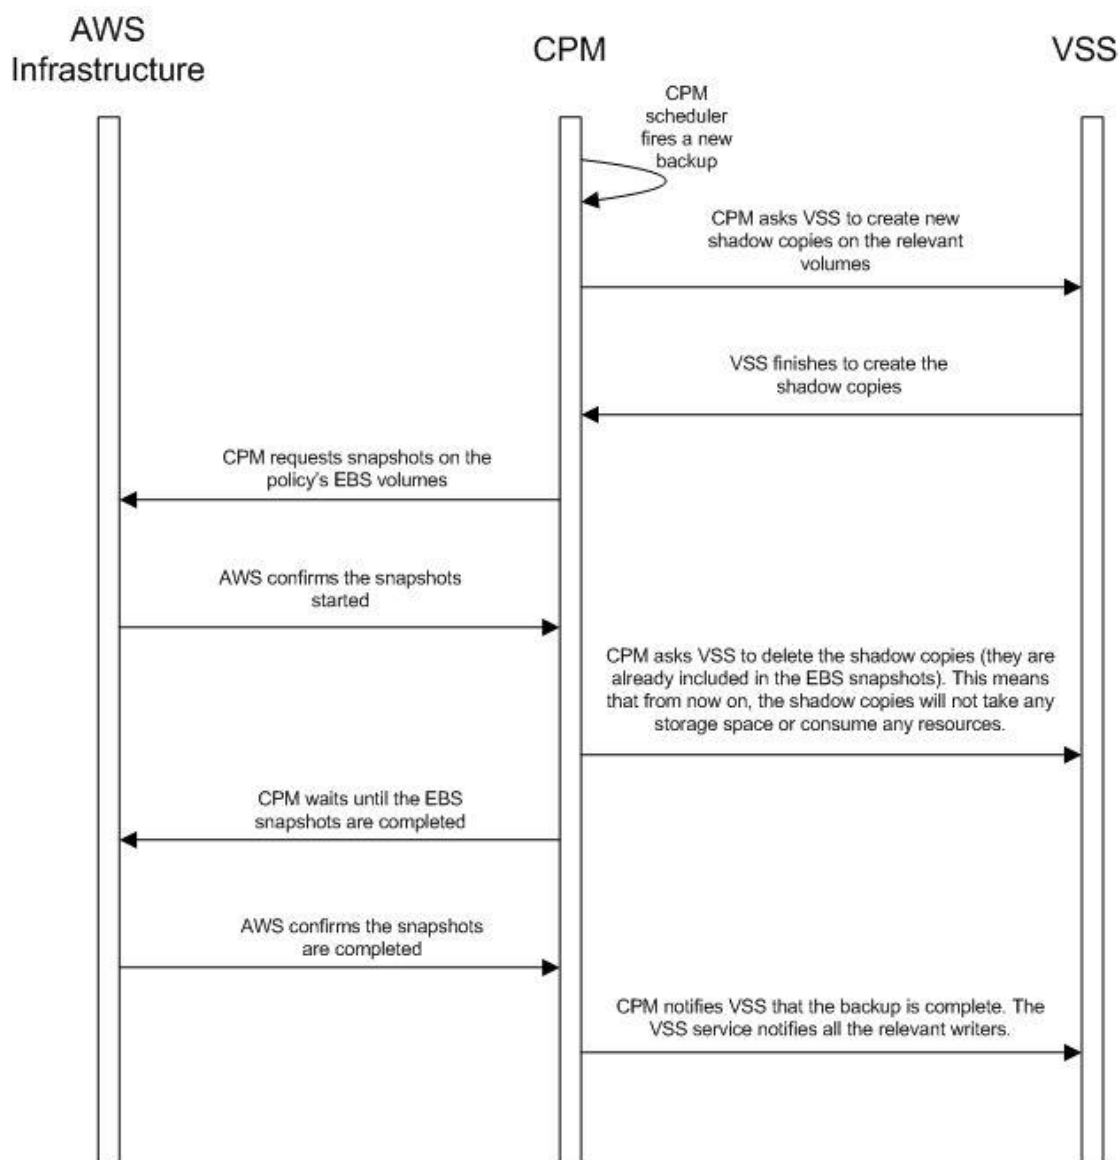 AWS
Infrastructure
CPM
VSS
CPM
scheduler
fires a new
backup
CPM asks VSS to create new
shadow copies on the relevant
volumes
VSS finishes to create the
shadow copies
CPM requests snapshots on the
policy's EBS volumes
AWS confirms the snapshots
started
CPM asks VSS to delete the shadow copies (they are
already included in the EBS snapshots). This means
that from now on, the shadow copies will not take any
storage space or consume any resources.
CPM waits until the EBS
snapshots are completed
AWS confirms the snapshots
are completed
CPM notifies VSS that the backup is complete. The
VSS service notifies all the relevant writers.